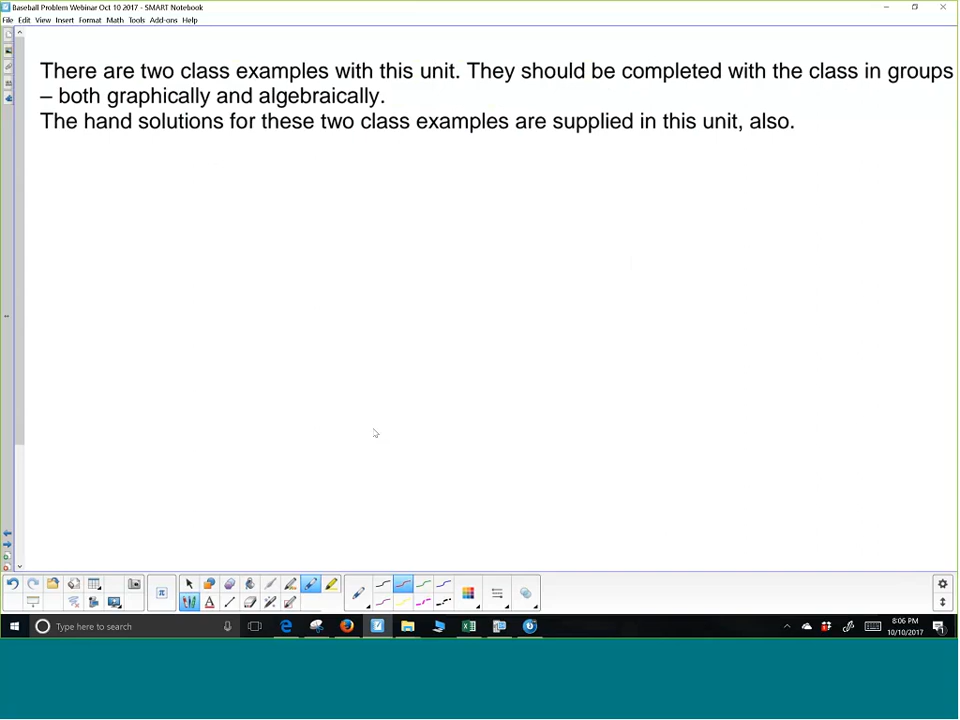 Baseball Problem Webinar Oct 10 2017 - SMART Notebook
File Edit View Insert Format Math Tools Add-ons Help
There are two class examples with this unit. They should be completed with the class in groups
– both graphically and algebraically.
The hand solutions for these two class examples are supplied in this unit, also.
π
A
Type here to search
8:06 PM
10/10/2017